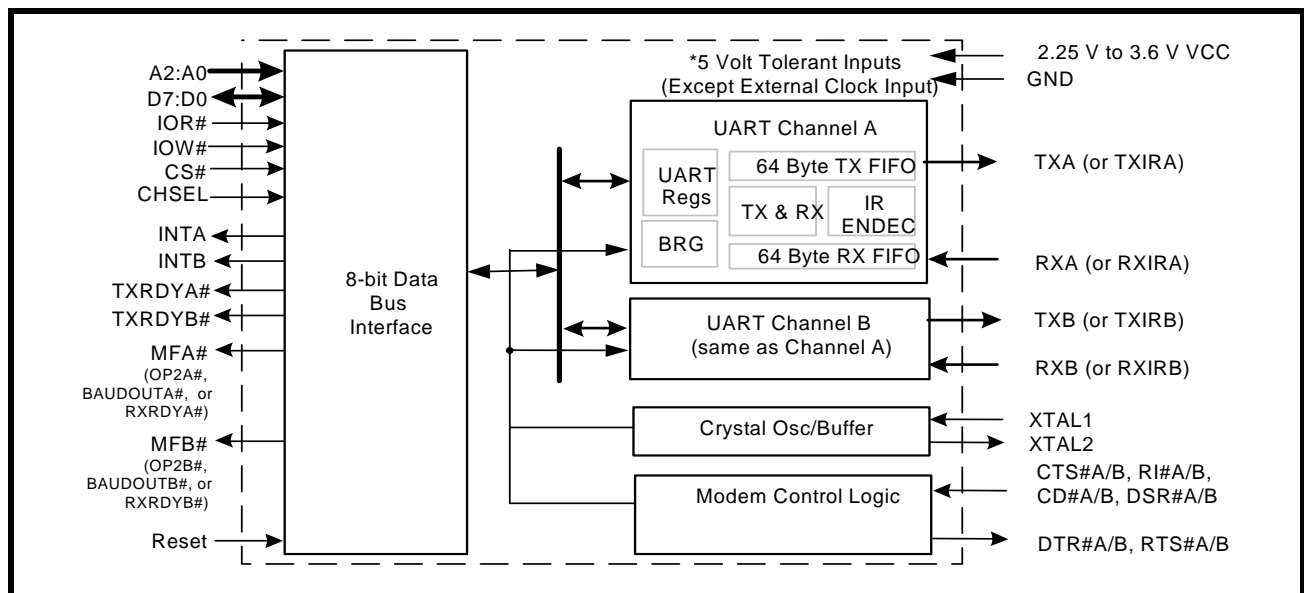 A2:A0
D7:D0
IOR#
IOW#
CS#
CHSEL
INTA
INTB
TXRDYA#
TXRDYB#
MFA#
(OP2A#,
BAUDOUTA#, or
RXRDYA#)
MFB#
(OP2B#,
BAUDOUTB#, or
RXRDYB#)
Reset
8-bit Data
Bus
Interface
*5 Volt Tolerant Inputs
(Except External Clock Input)
UART Channel A
UART
Regs
BRG
64 Byte TX FIFO
TX & RX
IR
ENDEC
64 Byte RX FIFO
UART Channel B
(same as Channel A)
Crystal Osc/Buffer
Modem Control Logic
2.25 V to 3.6 V VCC
GND
TXA (or TXIRA)
RXA (or RXIRA)
TXB (or TXIRB)
RXB (or RXIRB)
XTAL1
XTAL2
CTS#A/B, RI#A/B,
CD#A/B, DSR#A/B
DTR#A/B, RTS#A/B